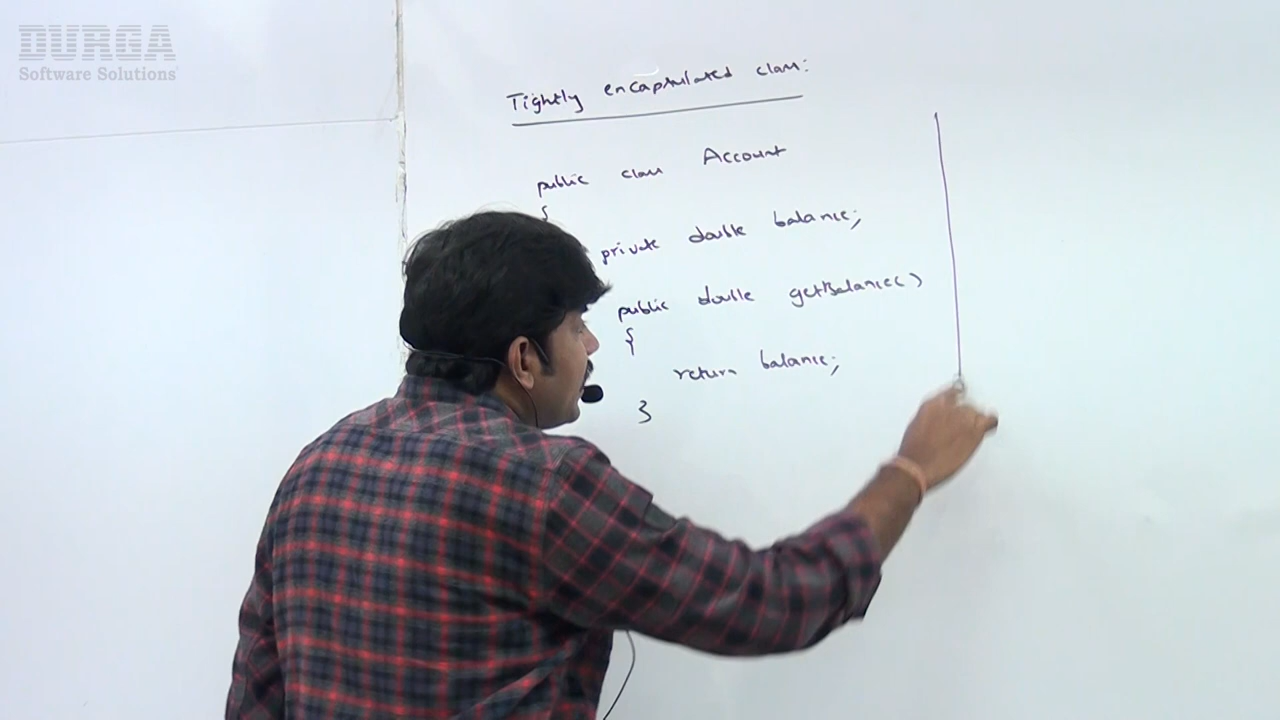 DURGA
Software Solutions
Tightly encapsulated class:
public class Account
{
private double balance;
public double getBalance()
{
return balance;
}